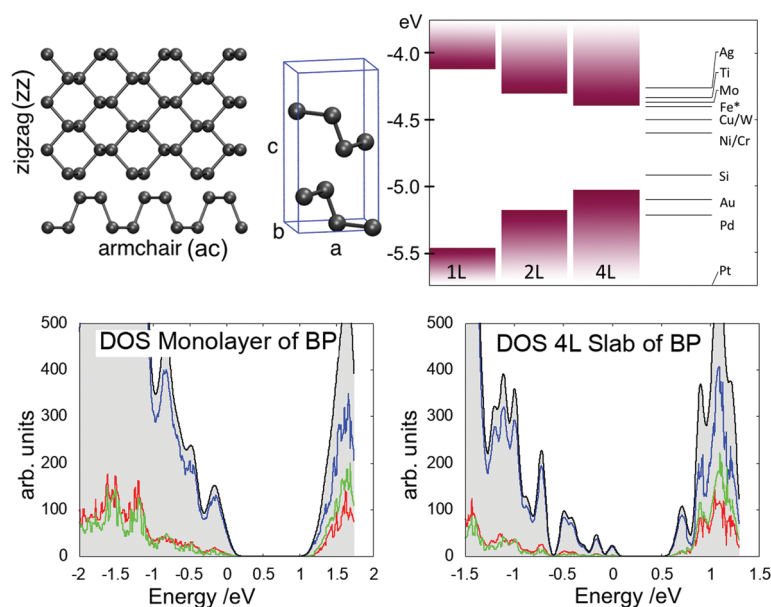 zigzag(zz)
armchair (ac)
c
b
a
eV
-4.0
-4.5
-5.0
-5.5
1L
2L
4L
Ag
Ti
Mo
Fe*
Cu/W
Ni/Cr
Si
Au
Pd
Pt
DOS Monolayer of BP
arb. units
500
400
300
200
100
0
-2
-1.5
-1
-0.5
0
0.5
1
1.5
2
Energy /eV
DOS 4L Slab of BP
arb. units
500
400
300
200
100
0
-1.5
-1
-0.5
0
0.5
1
1.5
Energy /eV